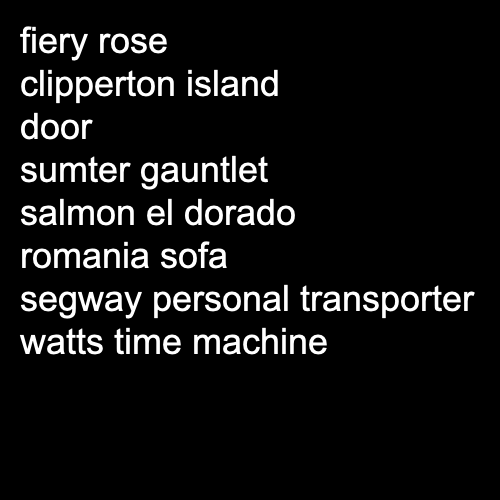 fiery rose
clipperton island
door
sumter gauntlet
salmon el dorado
romania sofa
segway personal transporter
watts time machine